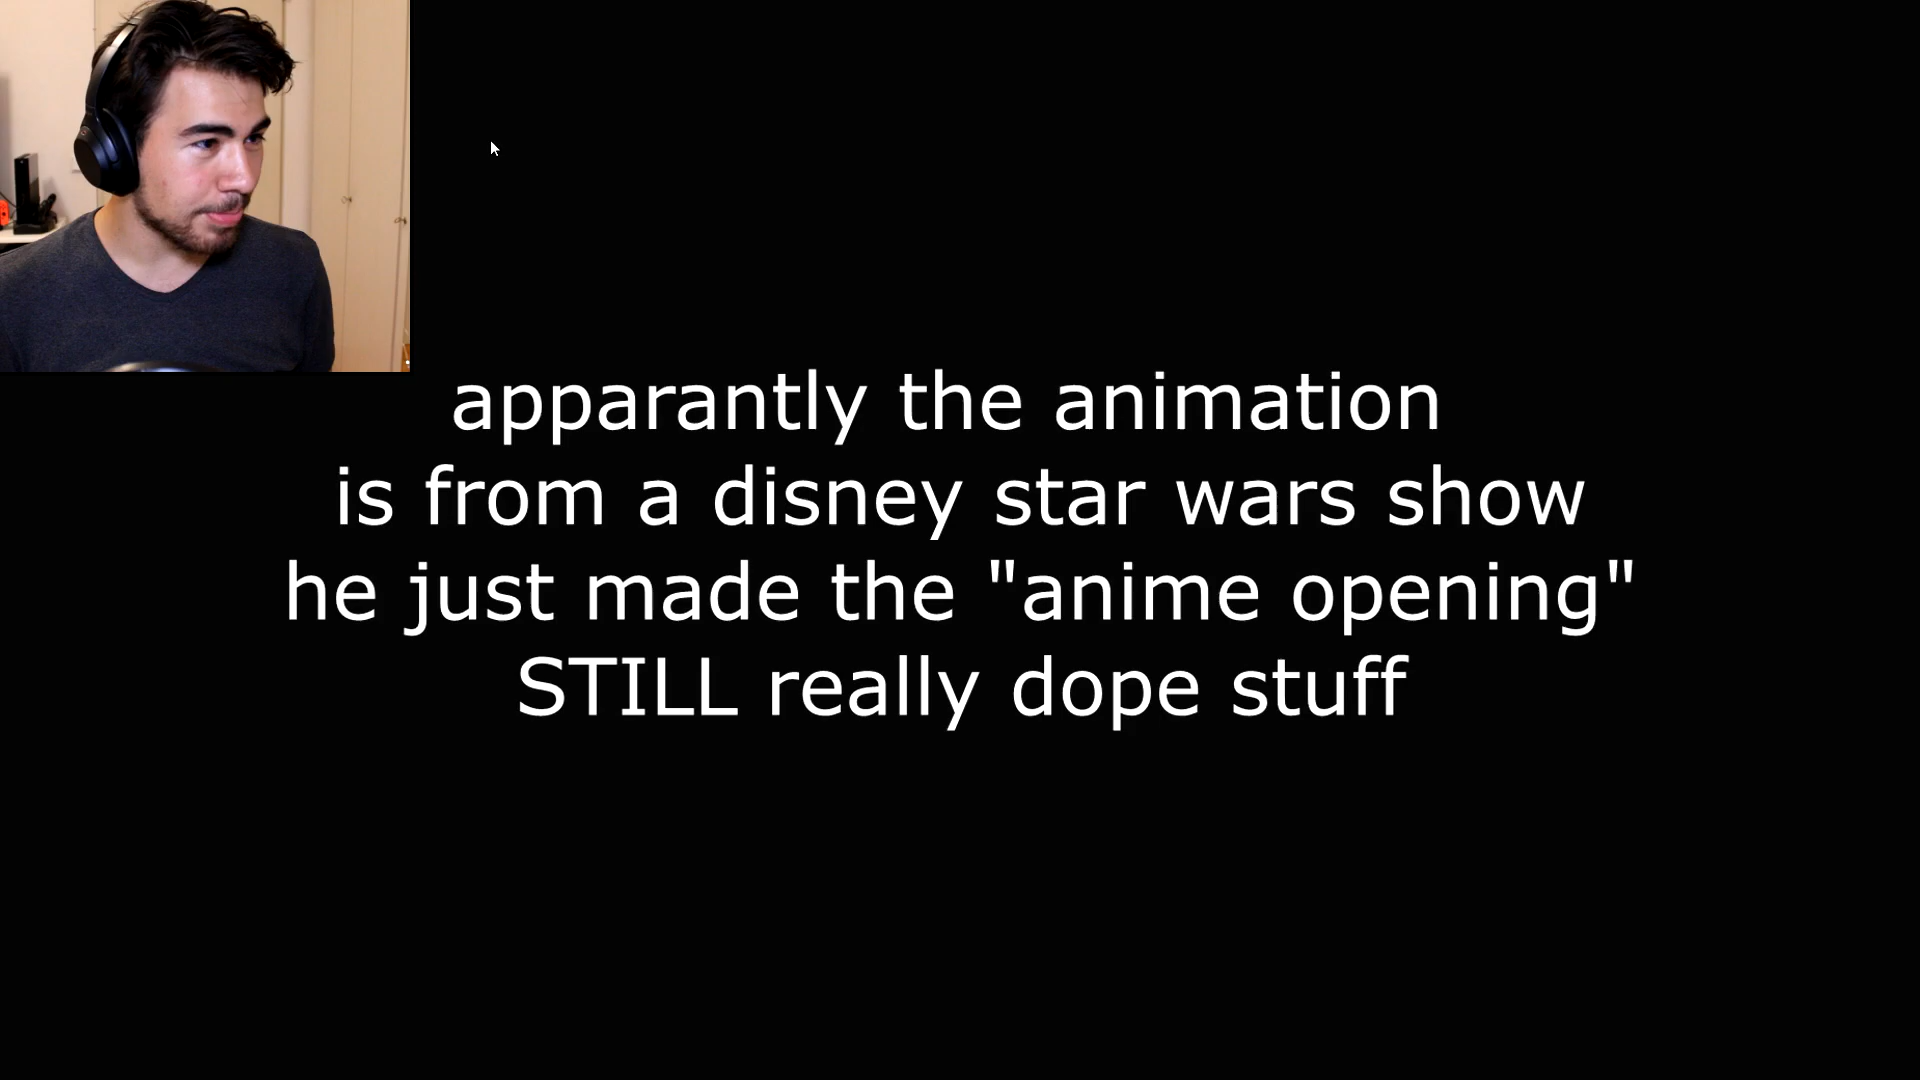 apparantly the animation
is from a disney star wars show
he just made the "anime opening"
STILL really dope stuff